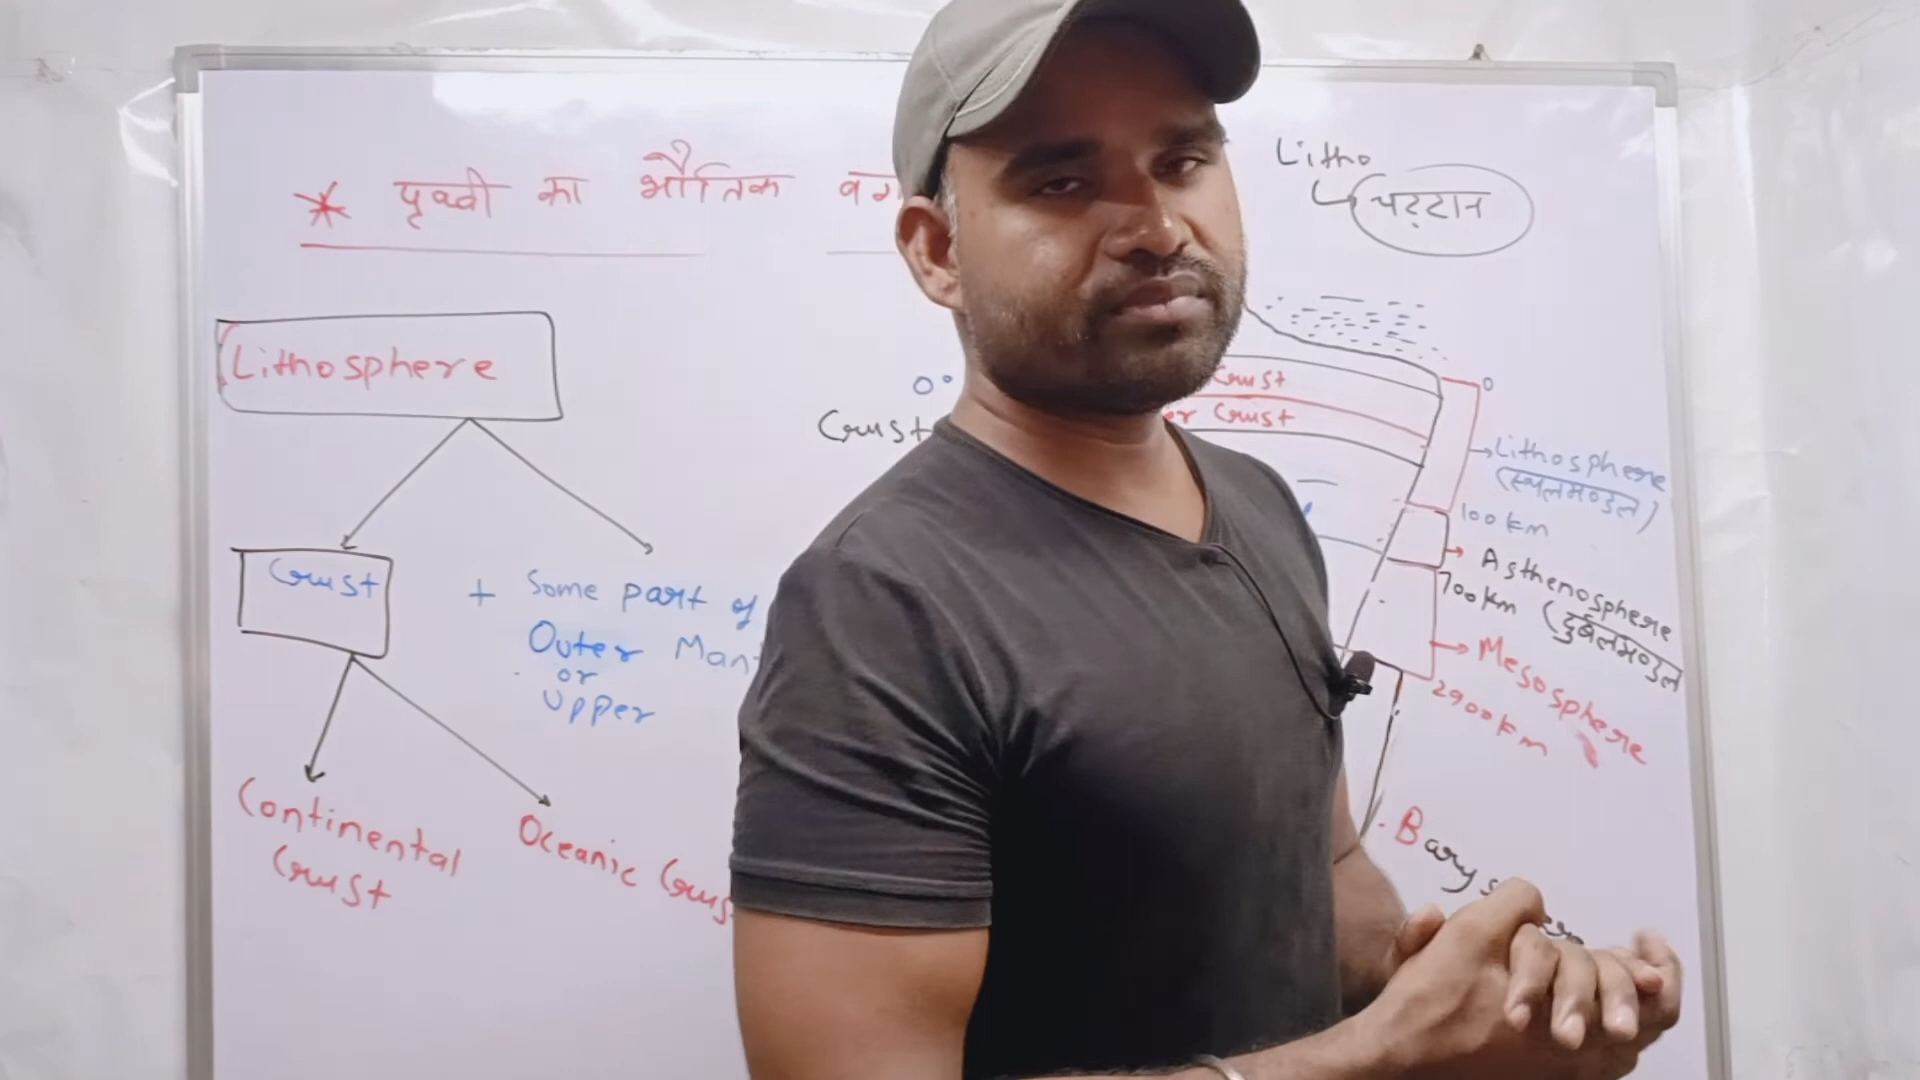 * पृथ्वी का भौतिक
Litho
चट्टान
Lithosphere
Crust
+ Some part of
Outer
or
Upper
Continental
Crust
Oceanic
0°
Crust
Crust
Crust
0
Lithosphere
(स्थलमण्डल)
100 km
Asthenosphere
700 km (दुर्बलमण्डल
Mesosphere
2900 km